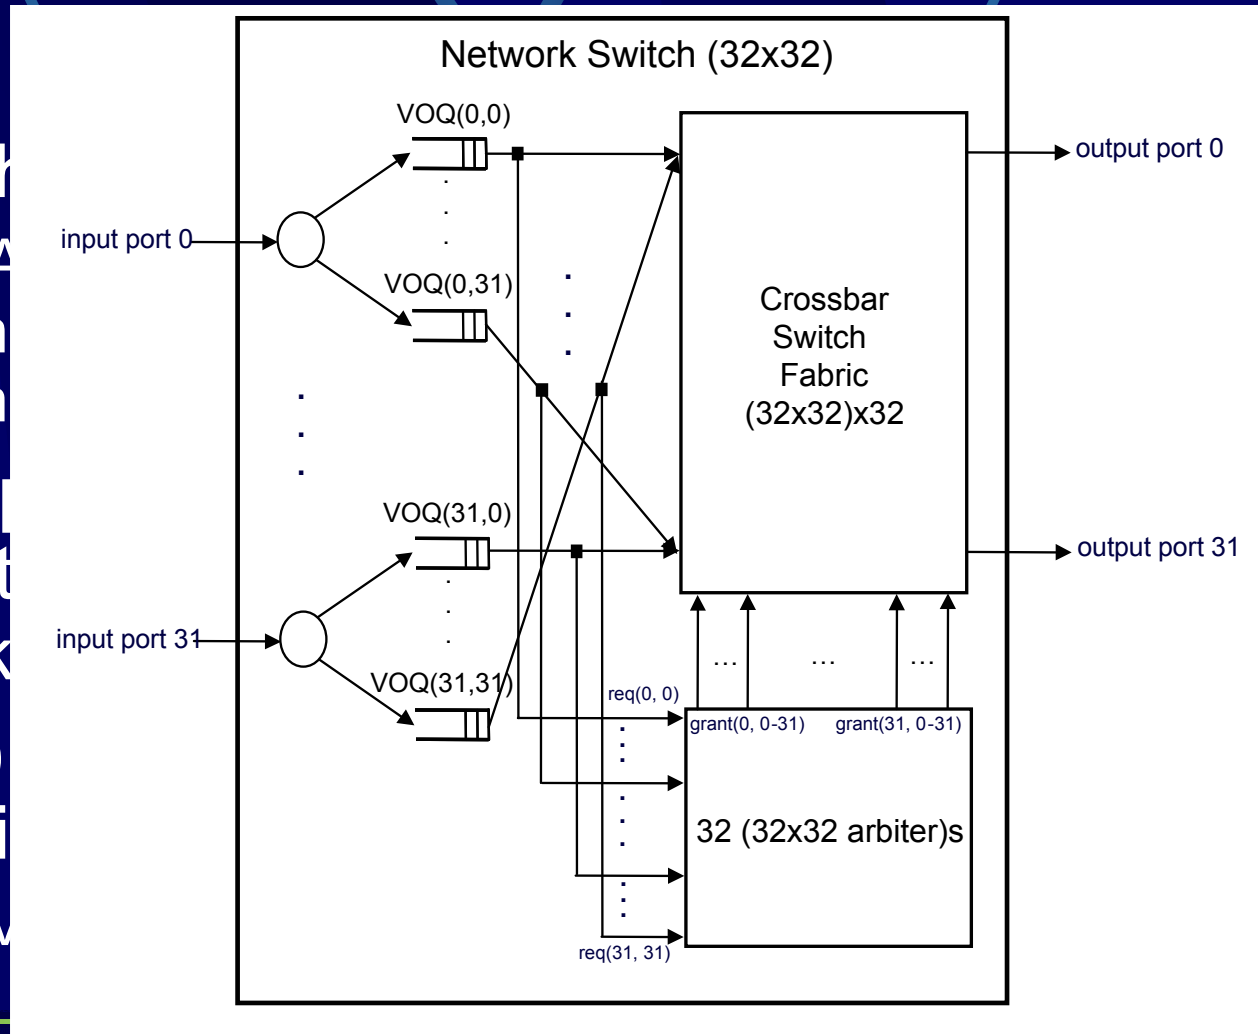 Network Switch (32x32)
VOQ(0,0)
output port 0
input port 0
VOQ(0,31)
Crossbar
Switch
Fabric
(32x32)x32
VOQ(31,0)
output port 31
input port 31
VOQ(31,31)
req(0, 0)
... ... ...
grant(0, 0-31) grant(31, 0-31)
32 (32x32 arbiter)s
req(31, 31)